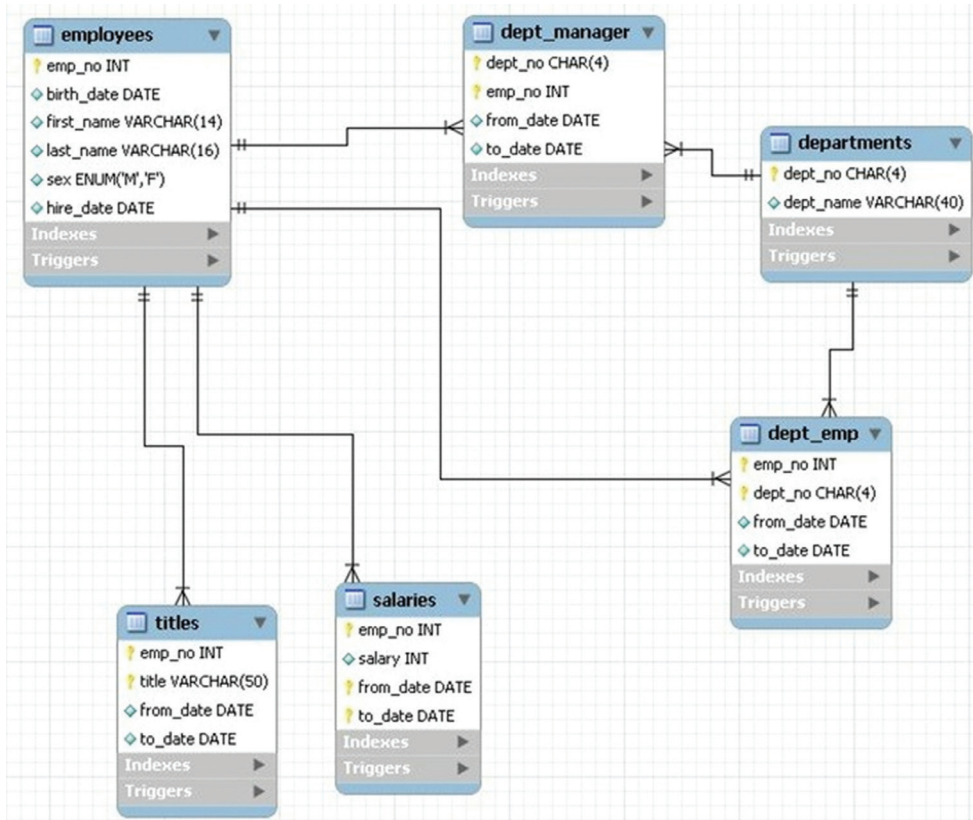 employees
emp_no INT
birth_date DATE
first_name VARCHAR(14)
last_name VARCHAR(16)
sex ENUM('M','F')
hire_date DATE
Indexes
Triggers
dept_manager
dept_no CHAR(4)
emp_no INT
from_date DATE
to_date DATE
Indexes
Triggers
departments
dept_no CHAR(4)
dept_name VARCHAR(40)
Indexes
Triggers
dept_emp
emp_no INT
dept_no CHAR(4)
from_date DATE
to_date DATE
Indexes
Triggers
titles
emp_no INT
title VARCHAR(50)
from_date DATE
to_date DATE
Indexes
Triggers
salaries
emp_no INT
salary INT
from_date DATE
to_date DATE
Indexes
Triggers